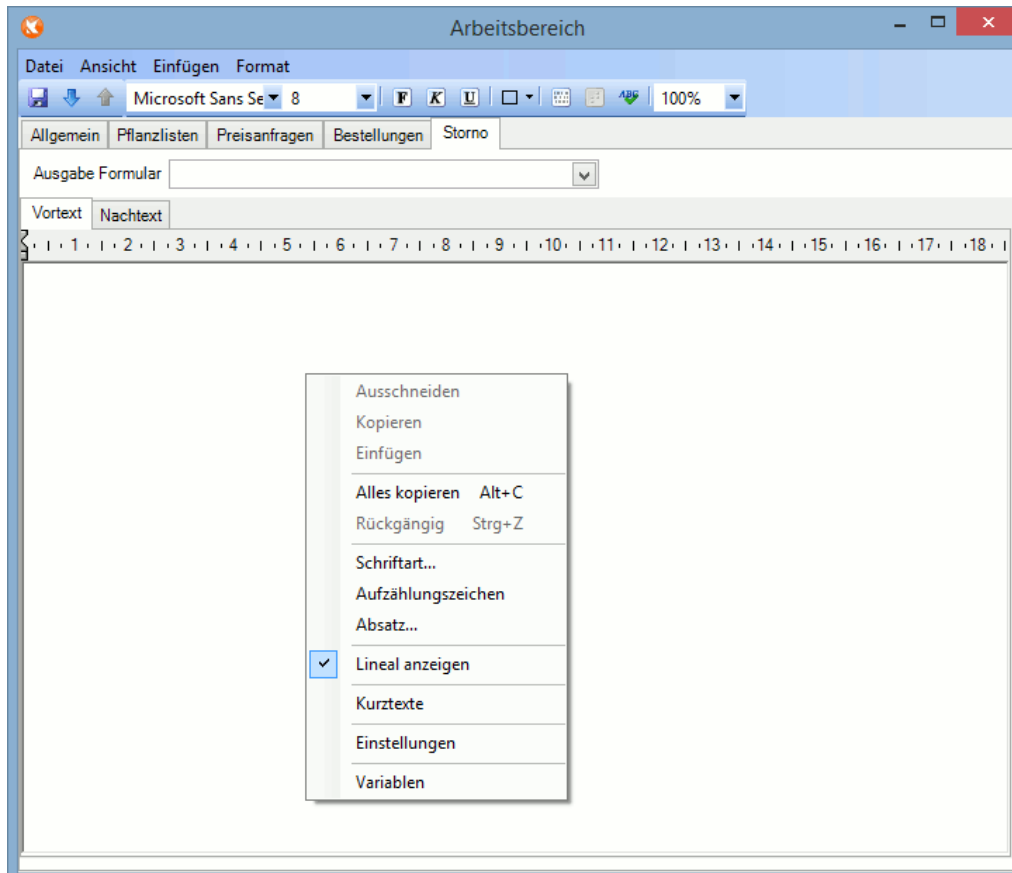 Arbeitsbereich
Datei Ansicht Einfügen Format
Microsoft Sans Se 8 F K U ABC 100%
Allgemein Pflanzlisten Preisanfragen Bestellungen Storno
Ausgabe Formular
Vortext Nachtext
1 2 3 4 5 6 7 8 9 10 11 12 13 14 15 16 17 18
Ausschneiden
Kopieren
Einfügen
Alles kopieren Alt+C
Rückgängig Strg+Z
Schriftart...
Aufzählungszeichen
Absatz...
Lineal anzeigen
Kurztexte
Einstellungen
Variablen